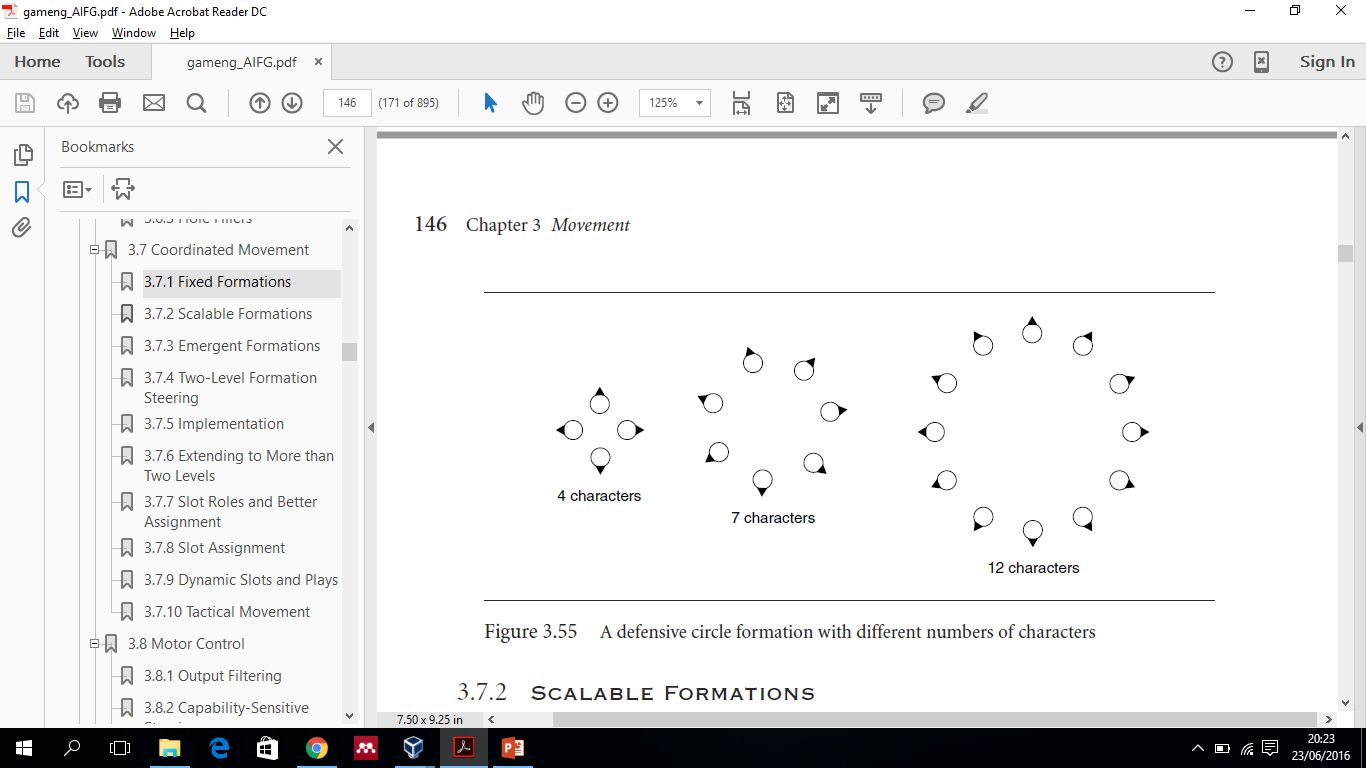 gameng_AIFG.pdf - Adobe Acrobat Reader DC
File Edit View Window Help
Home Tools gameng_AIFG.pdf × Sign In
146 (171 of 895) 125%
Bookmarks
3.6.5 Hole Fillers
3.7 Coordinated Movement
3.7.1 Fixed Formations
3.7.2 Scalable Formations
3.7.3 Emergent Formations
3.7.4 Two-Level Formation
Steering
3.7.5 Implementation
3.7.6 Extending to More than
Two Levels
3.7.7 Slot Roles and Better
Assignment
3.7.8 Slot Assignment
3.7.9 Dynamic Slots and Plays
3.7.10 Tactical Movement
3.8 Motor Control
3.8.1 Output Filtering
3.8.2 Capability-Sensitive
146 Chapter 3 Movement
4 characters
7 characters
12 characters
Figure 3.55 A defensive circle formation with different numbers of characters
3.7.2 SCALABLE FORMATIONS
7.50 x 9.25 in
20:23
23/06/2016